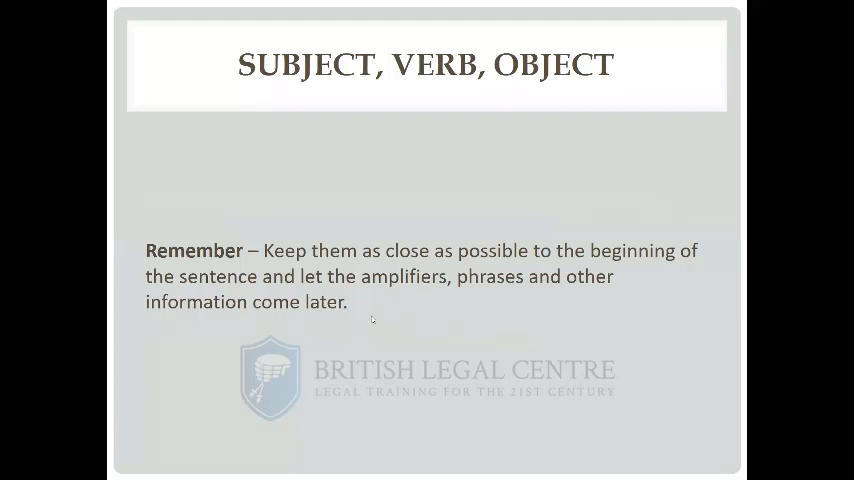 SUBJECT, VERB, OBJECT
Remember – Keep them as close as possible to the beginning of
the sentence and let the amplifiers, phrases and other
information come later.
BRITISH LEGAL CENTRE
LEGAL TRAINING FOR THE 21ST CENTURY